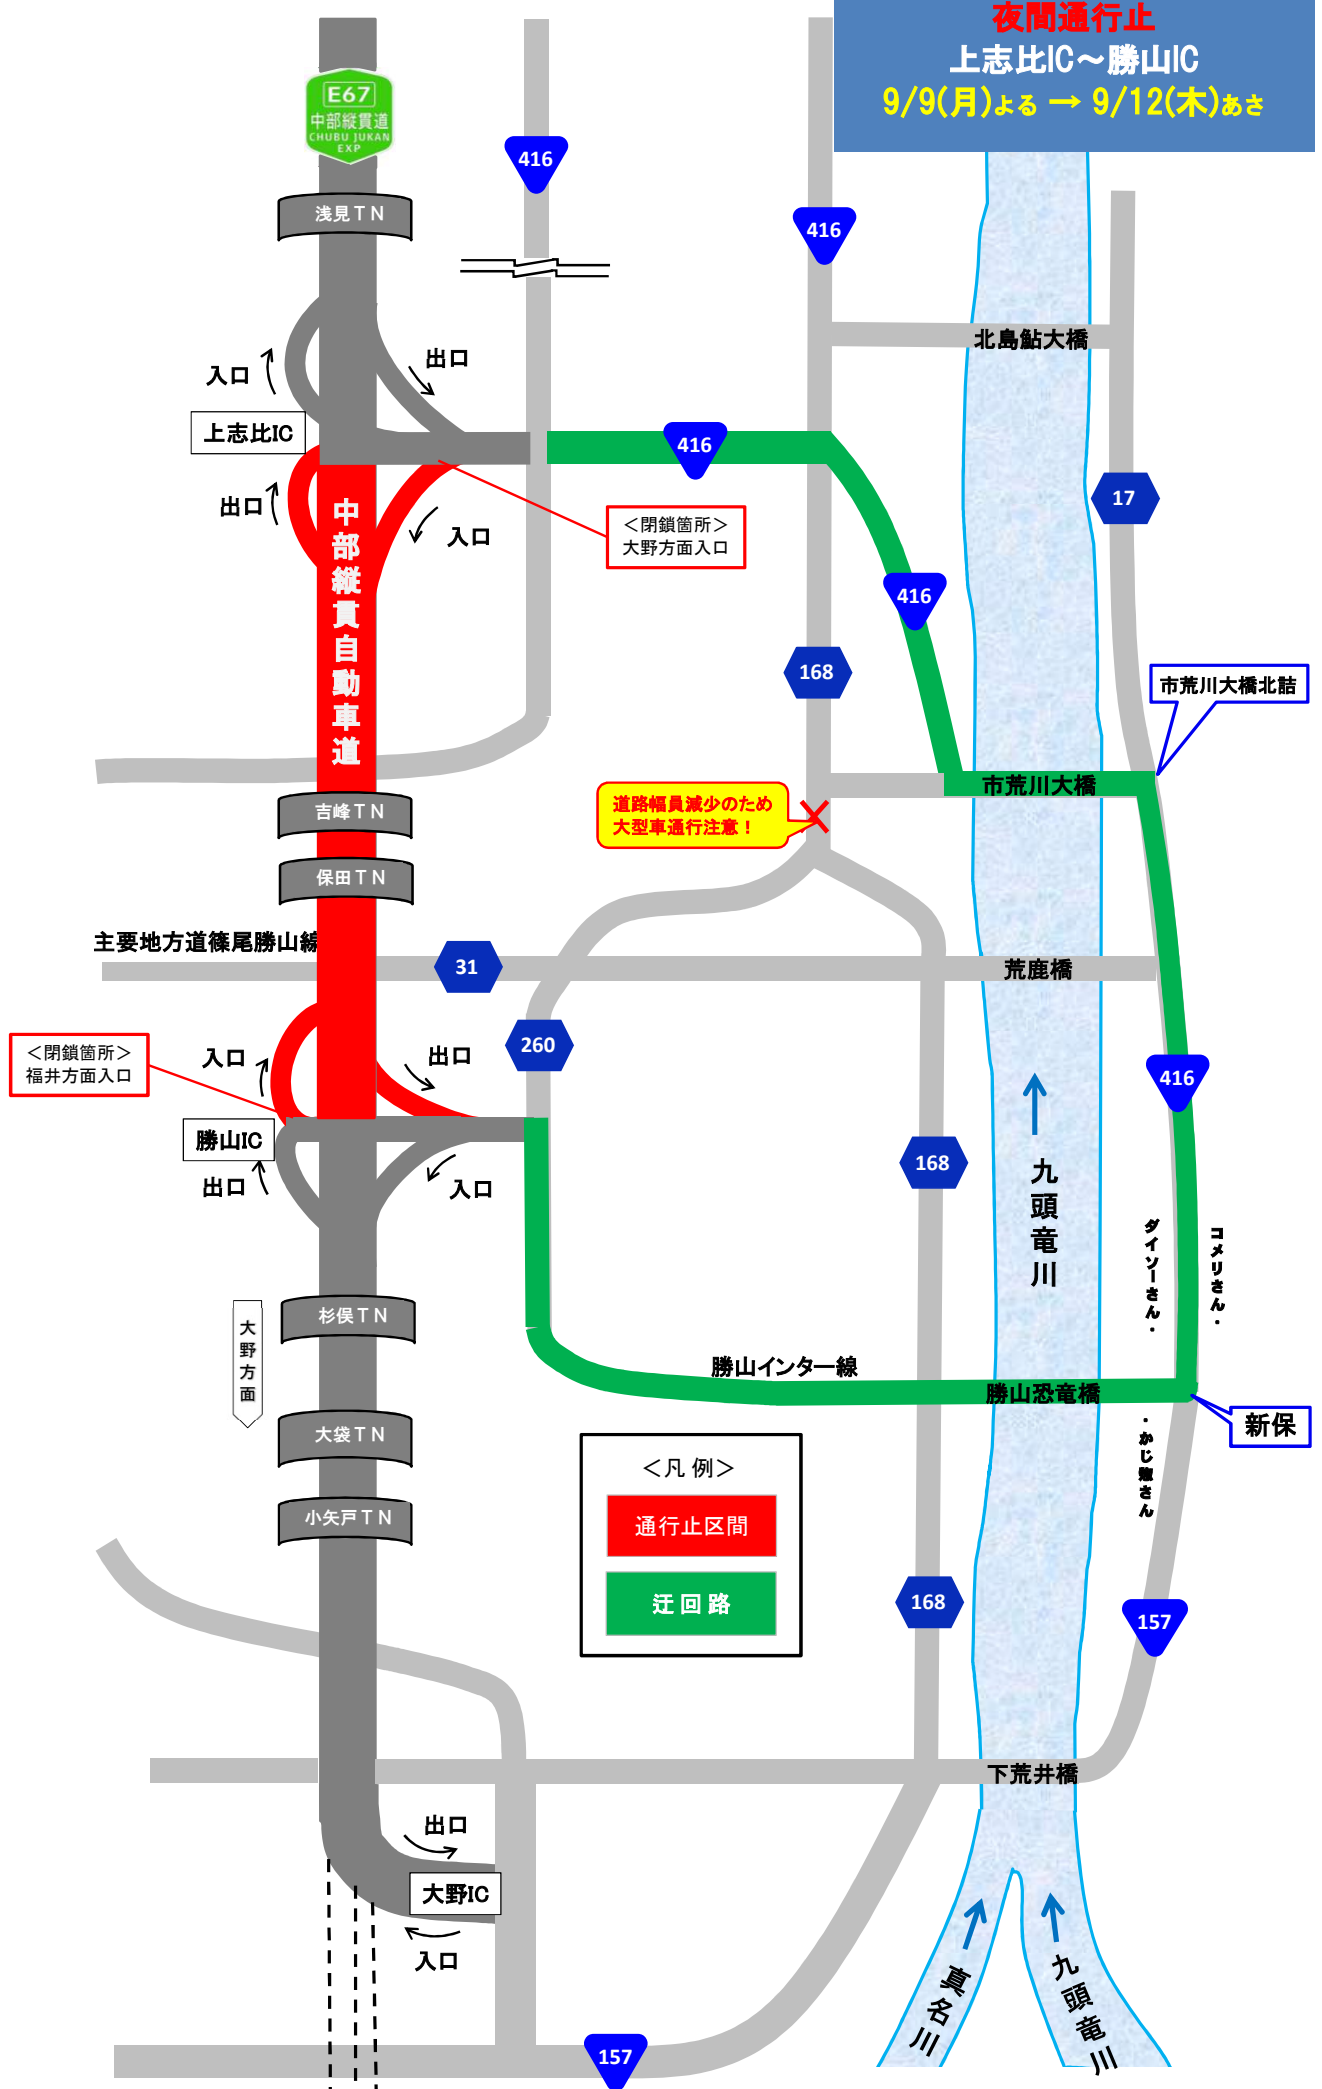 夜間通行止
上志比IC～勝山IC
9/9(月)よる → 9/12(木)あさ
E67
中部縦貫道
CHUBU JUKAN
EXP
416
浅見TN
416
北島鮎大橋
出口
入口
上志比IC
416
17
出口
入口
＜閉鎖箇所＞
大野方面入口
中部縦貫自動車道
416
168
市荒川大橋北詰
市荒川大橋
道路幅員減少のため
大型車通行注意！
吉峰TN
保田TN
主要地方道篠尾勝山線
31
荒鹿橋
＜閉鎖箇所＞
福井方面入口
入口
出口
260
416
勝山IC
出口
入口
168
九頭竜川
ダイソーさん・
コメリさん・
杉俣TN
大野方面
勝山インター線
勝山恐竜橋
新保
大袋TN
・かじ惣さん
＜凡 例＞
通行止区間
迂回路
小矢戸TN
168
157
下荒井橋
出口
大野IC
入口
真名川
九頭竜川
157